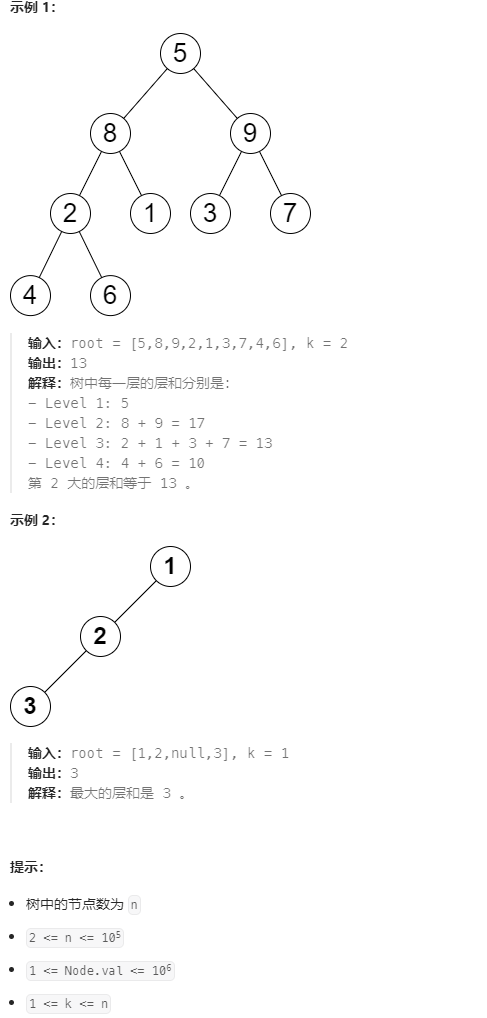 示例 1：
5
8 9
2 1 3 7
4 6
输入：root = [5,8,9,2,1,3,7,4,6], k = 2
输出：13
解释：树中每一层的层和分别是：
- Level 1: 5
- Level 2: 8 + 9 = 17
- Level 3: 2 + 1 + 3 + 7 = 13
- Level 4: 4 + 6 = 10
第 2 大的层和等于 13 。
示例 2：
1
2
3
输入：root = [1,2,null,3], k = 1
输出：3
解释：最大的层和是 3 。
提示：
• 树中的节点数为 n
• 2 <= n <= 10⁵
• 1 <= Node.val <= 10⁶
• 1 <= k <= n